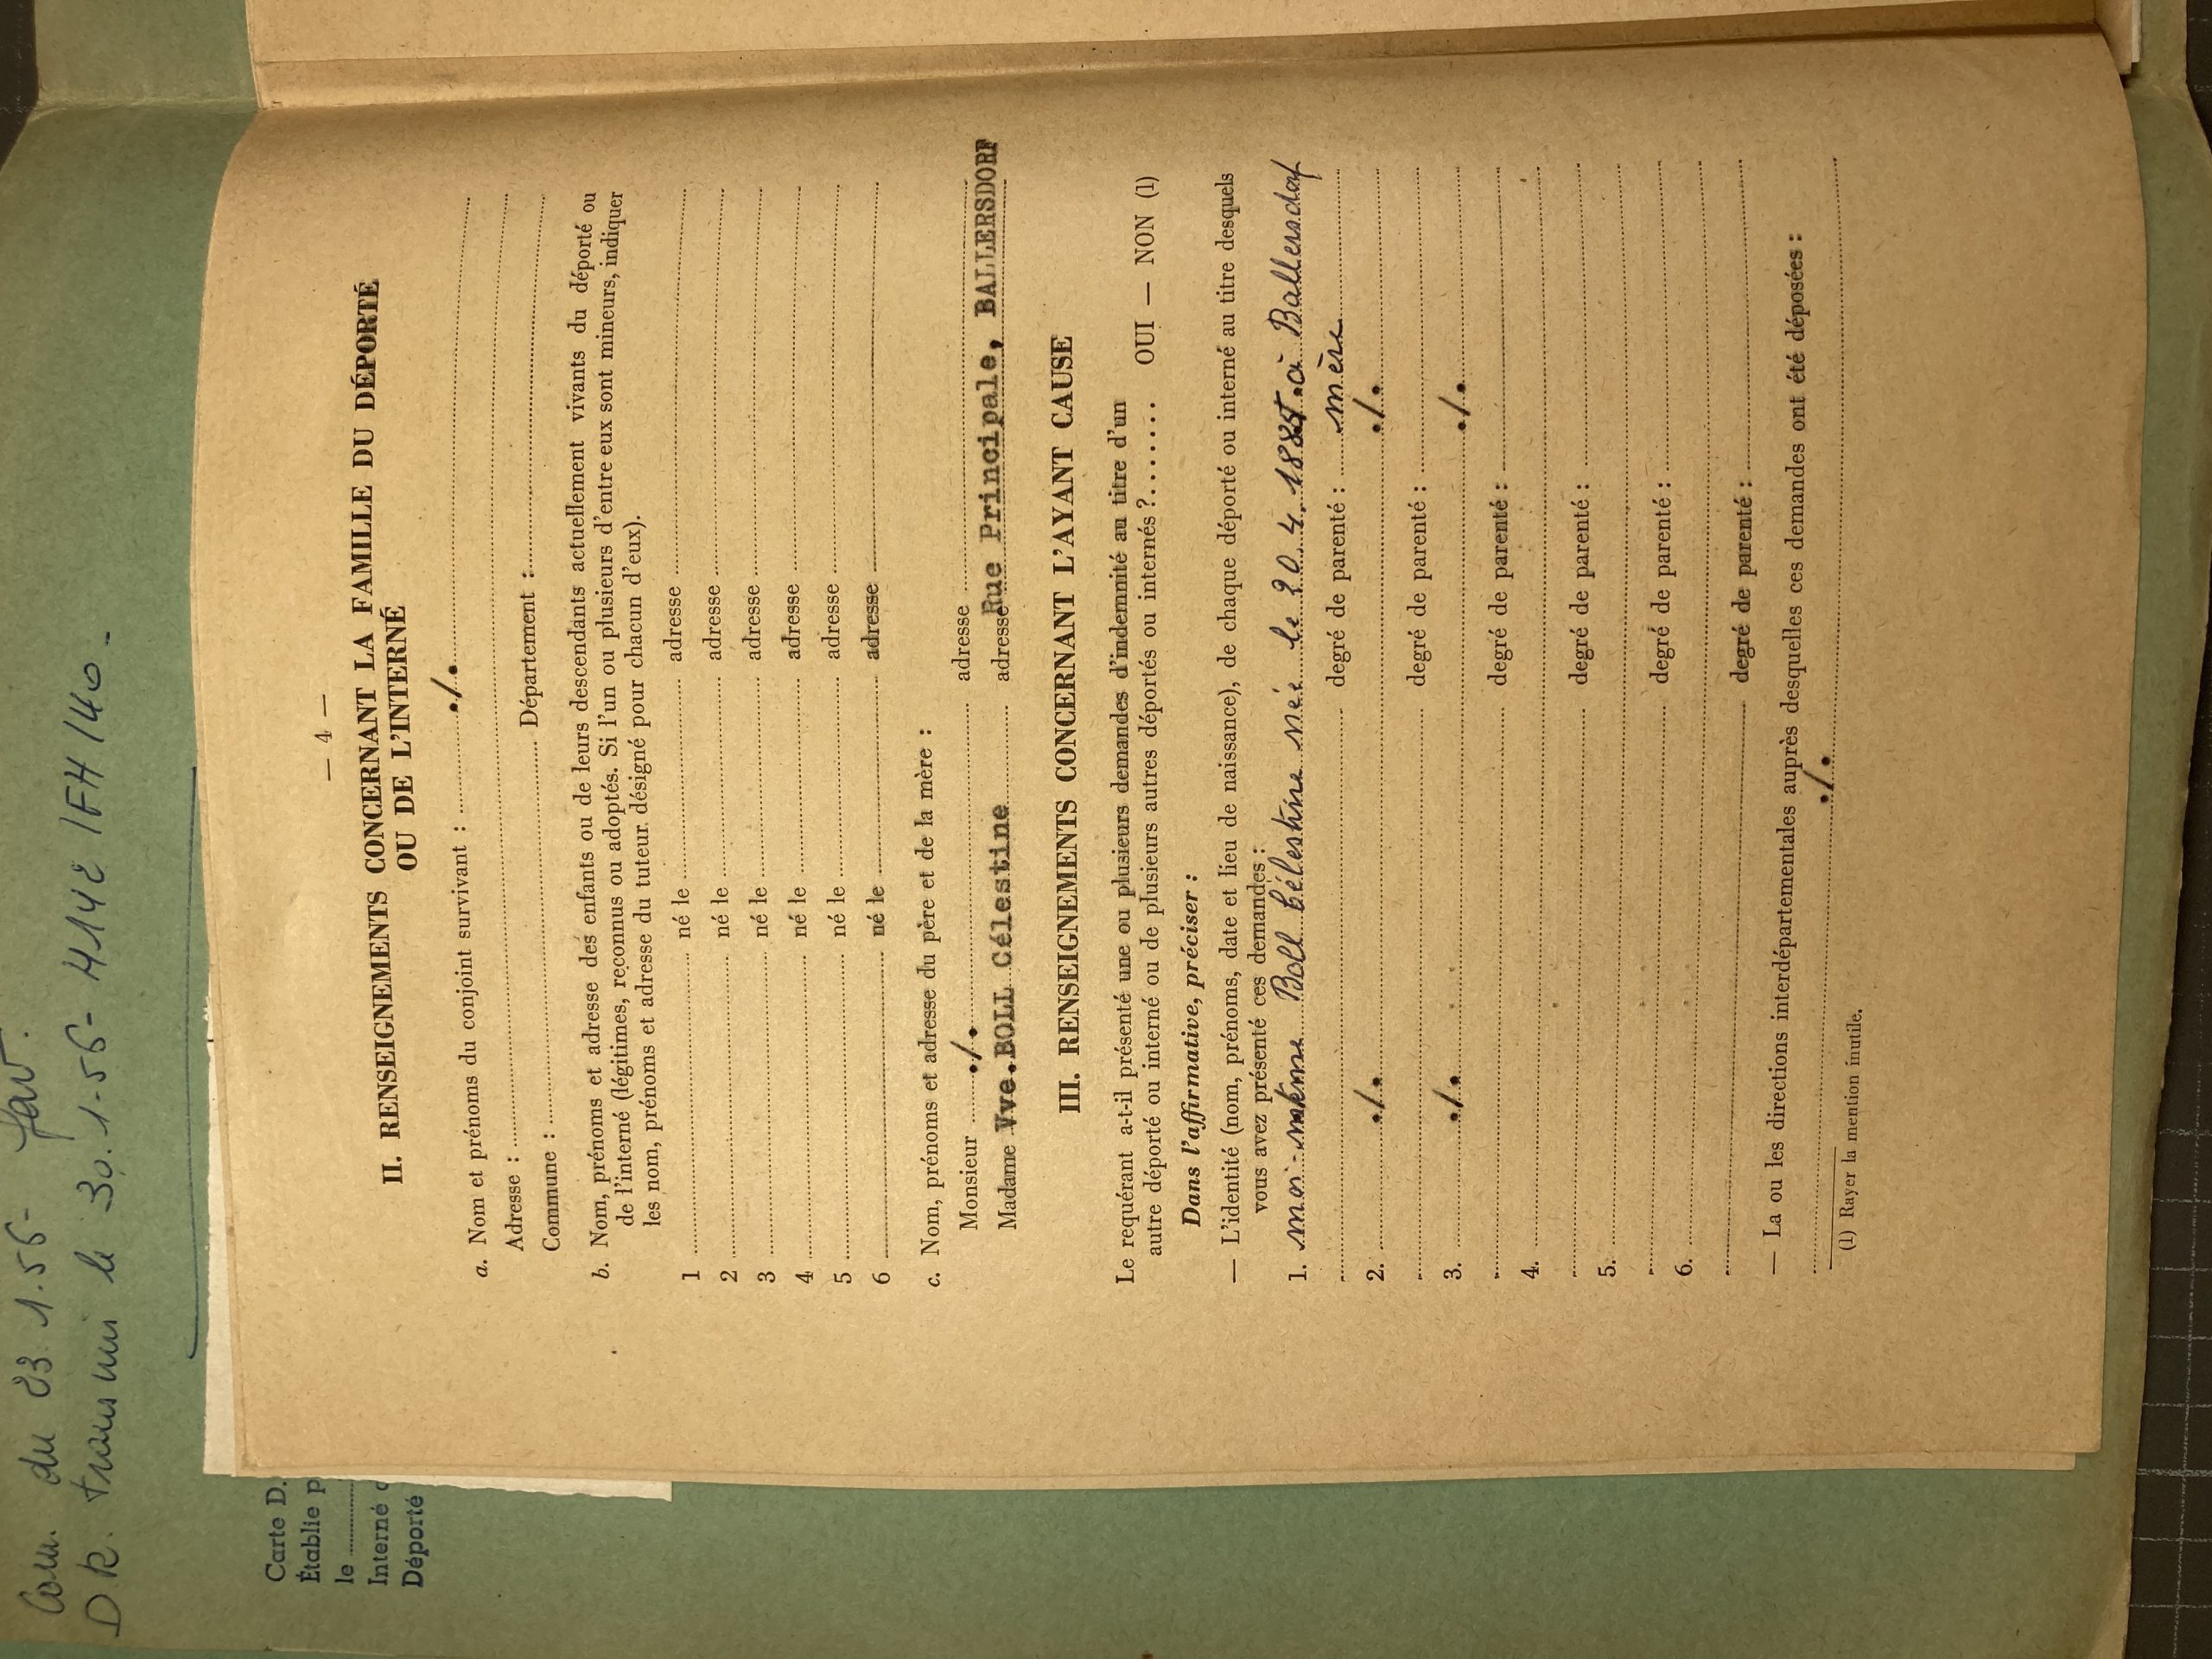 Com. du 23.1.56 - fav.
D.R. transmis le 30.1-56- 4142 IFH/40-
Carte D.
Établie p
le
Interné
Déporté
— 4 —
II. RENSEIGNEMENTS CONCERNANT LA FAMILLE DU DÉPORTÉ
OU DE L'INTERNÉ
a. Nom et prénoms du conjoint survivant : ./.
Adresse :
Commune : Département :
b. Nom, prénoms et adresse des enfants ou de leurs descendants actuellement vivants du déporté ou
de l'interné (légitimes, reconnus ou adoptés. Si l'un ou plusieurs d'entre eux sont mineurs, indiquer
les nom, prénoms et adresse du tuteur désigné pour chacun d'eux).
1 né le adresse
2 né le adresse
3 né le adresse
4 né le adresse
5 né le adresse
6 né le adresse
c. Nom, prénoms et adresse du père et de la mère :
Monsieur ./. adresse
Madame Vve.BOLL Célestine adresse Rue Principale, BALLERSDORF
III. RENSEIGNEMENTS CONCERNANT L'AYANT CAUSE
Le requérant a-t-il présenté une ou plusieurs demandes d'indemnité au titre d'un
autre déporté ou interné ou de plusieurs autres déportés ou internés ?...... OUI — NON (1)
Dans l'affirmative, préciser :
— L'identité (nom, prénoms, date et lieu de naissance), de chaque déporté ou interné au titre desquels
vous avez présenté ces demandes :
1. moi-même Boll Célestine née le 20.4.1885 à Ballersdorf
degré de parenté : mère
2. ./. ./.
degré de parenté :
3. ./. ./.
degré de parenté :
4.
degré de parenté :
5.
degré de parenté :
6.
degré de parenté :
— La ou les directions interdépartementales auprès desquelles ces demandes ont été déposées :
./.
(1) Rayer la mention inutile.